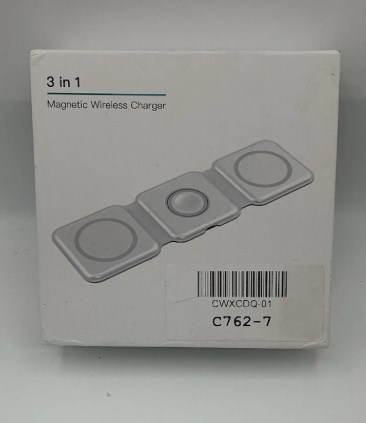 3 in 1
Magnetic Wireless Charger
CWXCDQ-01
C762-7